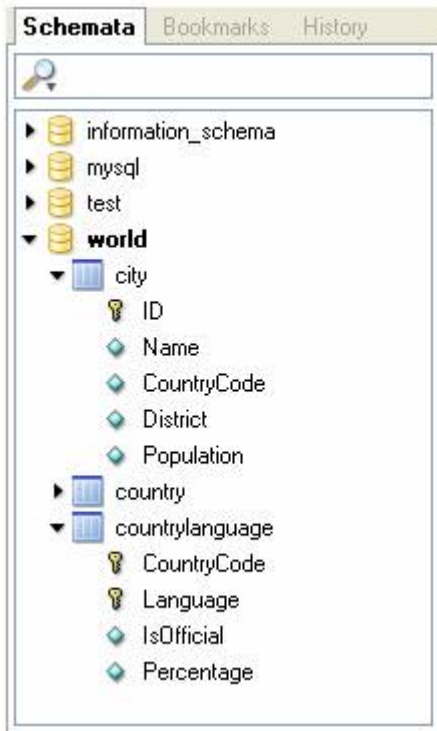 Schemata Bookmarks History
information_schema
mysql
test
world
city
ID
Name
CountryCode
District
Population
country
countrylanguage
CountryCode
Language
IsOfficial
Percentage